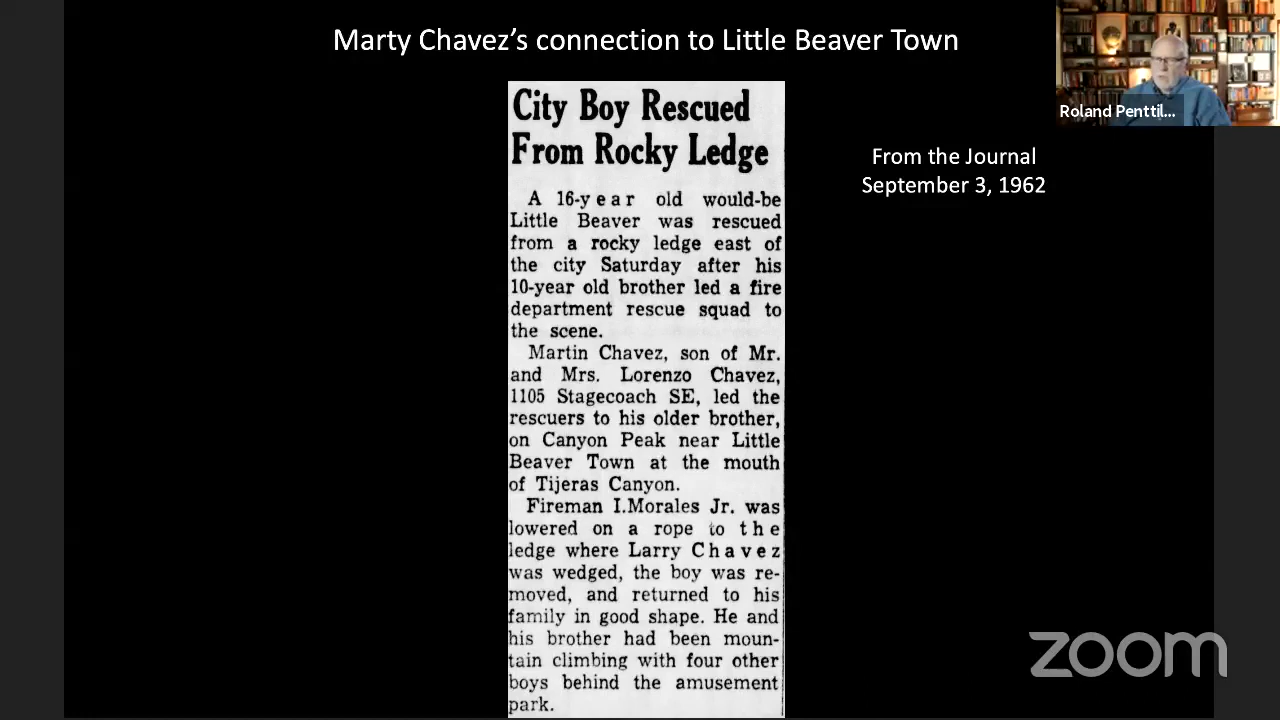 Marty Chavez’s connection to Little Beaver Town
Roland Penttil...
City Boy Rescued
From Rocky Ledge
From the Journal
September 3, 1962
A 16-year old would-be
Little Beaver was rescued
from a rocky ledge east of
the city Saturday after his
10-year old brother led a fire
department rescue squad to
the scene.
Martin Chavez, son of Mr.
and Mrs. Lorenzo Chavez,
1105 Stagecoach SE, led the
rescuers to his older brother,
on Canyon Peak near Little
Beaver Town at the mouth
of Tijeras Canyon.
Fireman I.Morales Jr. was
lowered on a rope to the
ledge where Larry Chavez
was wedged, the boy was re-
moved, and returned to his
family in good shape. He and
his brother had been moun-
tain climbing with four other
boys behind the amusement
park.
zoom